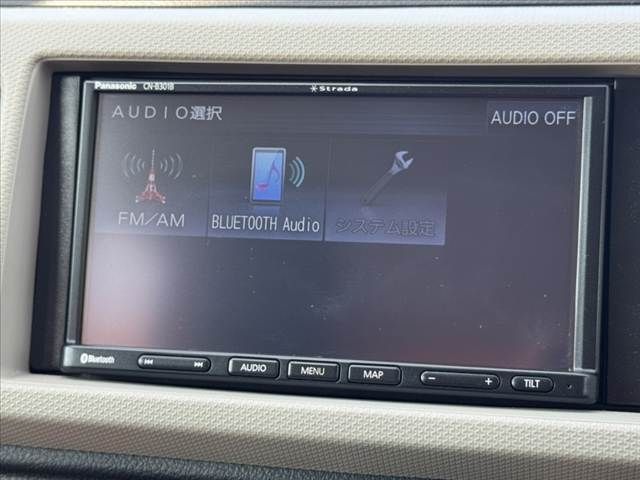 Panasonic CN-B301B
Strada
AUDIO選択
AUDIO OFF
FM/AM
BLUETOOTH Audio
システム設定
Bluetooth
AUDIO
MENU
MAP
− +
TILT